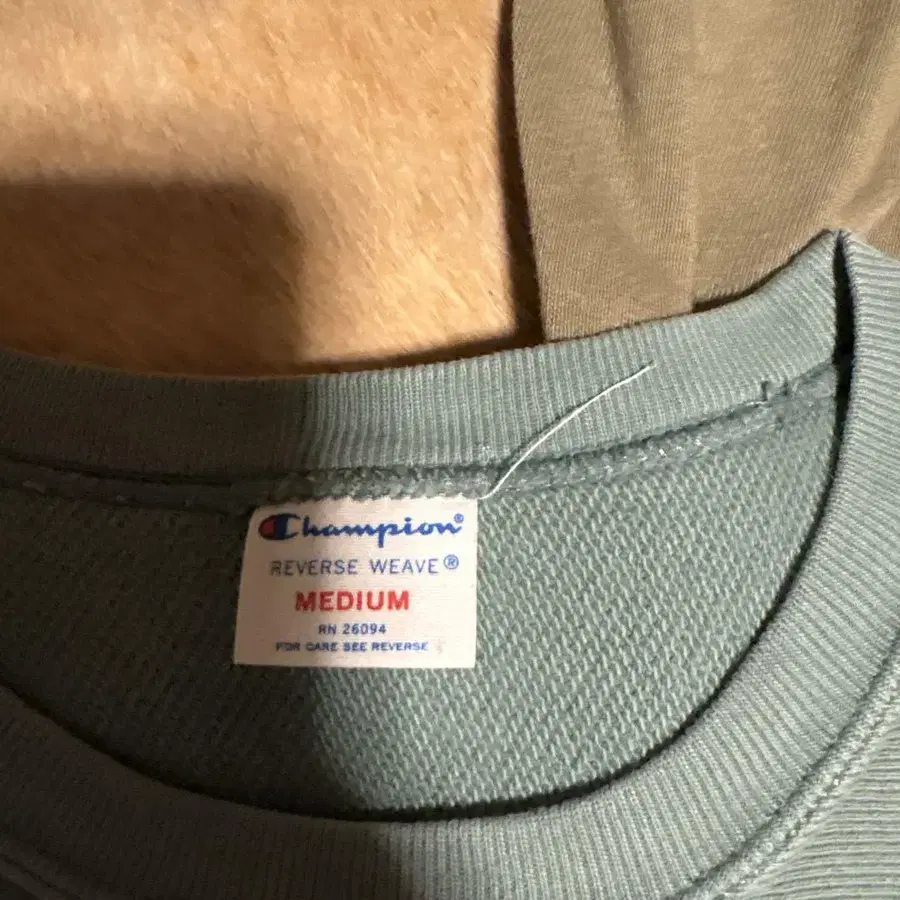 Champion®
REVERSE WEAVE®
MEDIUM
RN 26094
FOR CARE SEE REVERSE